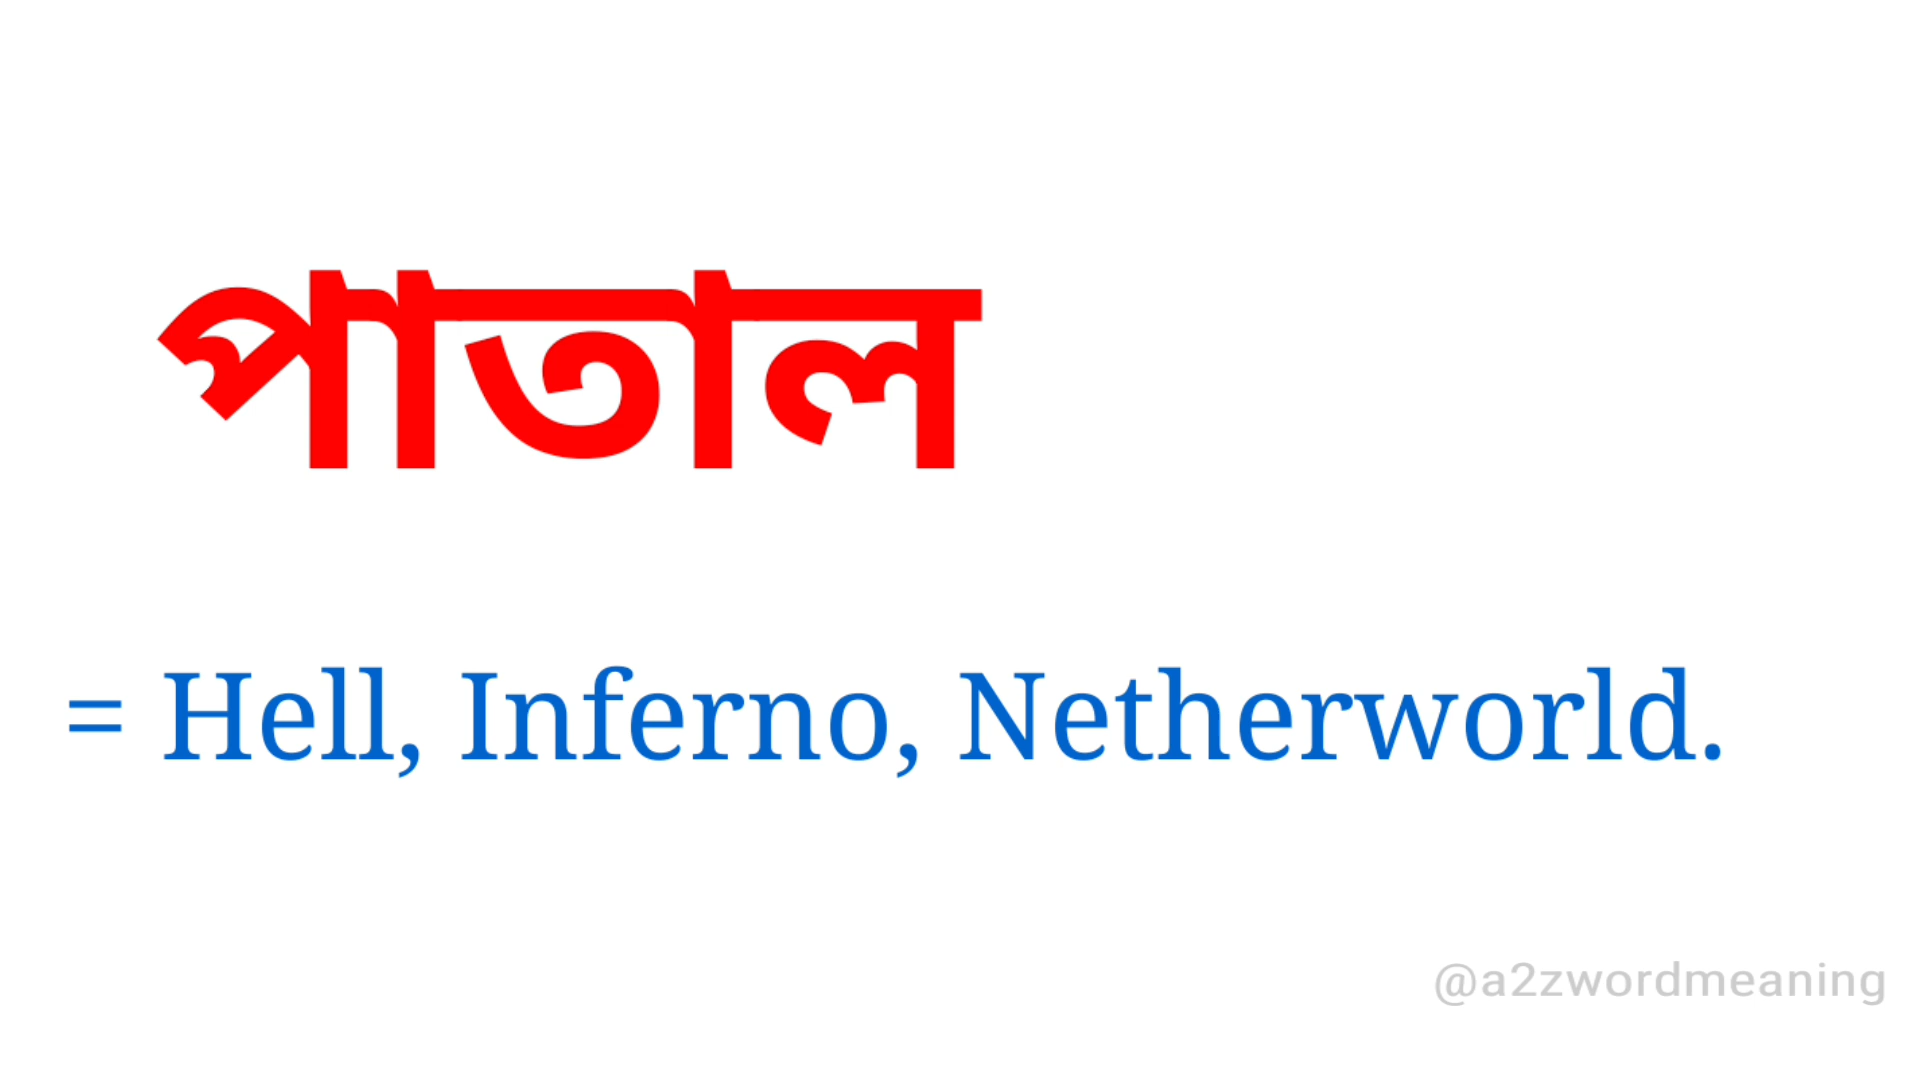 পাতাল
= Hell, Inferno, Netherworld.
@a2zwordmeaning